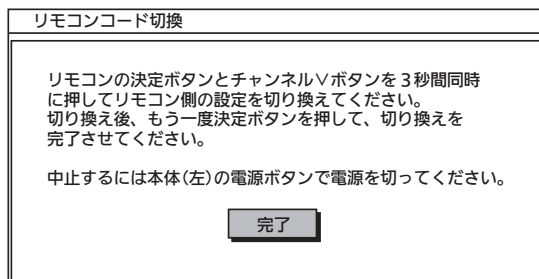 リモコンコード切換
リモコンの決定ボタンとチャンネル∨ボタンを3秒間同時
に押してリモコン側の設定を切り換えてください。
切り換え後、もう一度決定ボタンを押して、切り換えを
完了させてください。
中止するには本体(左)の電源ボタンで電源を切ってください。
完了